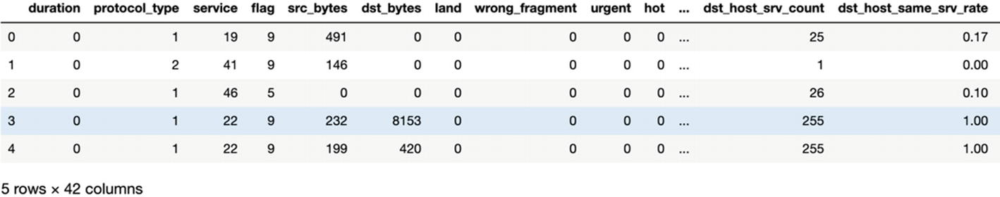 duration protocol_type service flag src_bytes dst_bytes land wrong_fragment urgent hot ... dst_host_srv_count dst_host_same_srv_rate
0 0 1 19 9 491 0 0 0 0 0 ... 25 0.17
1 0 2 41 9 146 0 0 0 0 0 ... 1 0.00
2 0 1 46 5 0 0 0 0 0 0 ... 26 0.10
3 0 1 22 9 232 8153 0 0 0 0 ... 255 1.00
4 0 1 22 9 199 420 0 0 0 0 ... 255 1.00
5 rows × 42 columns